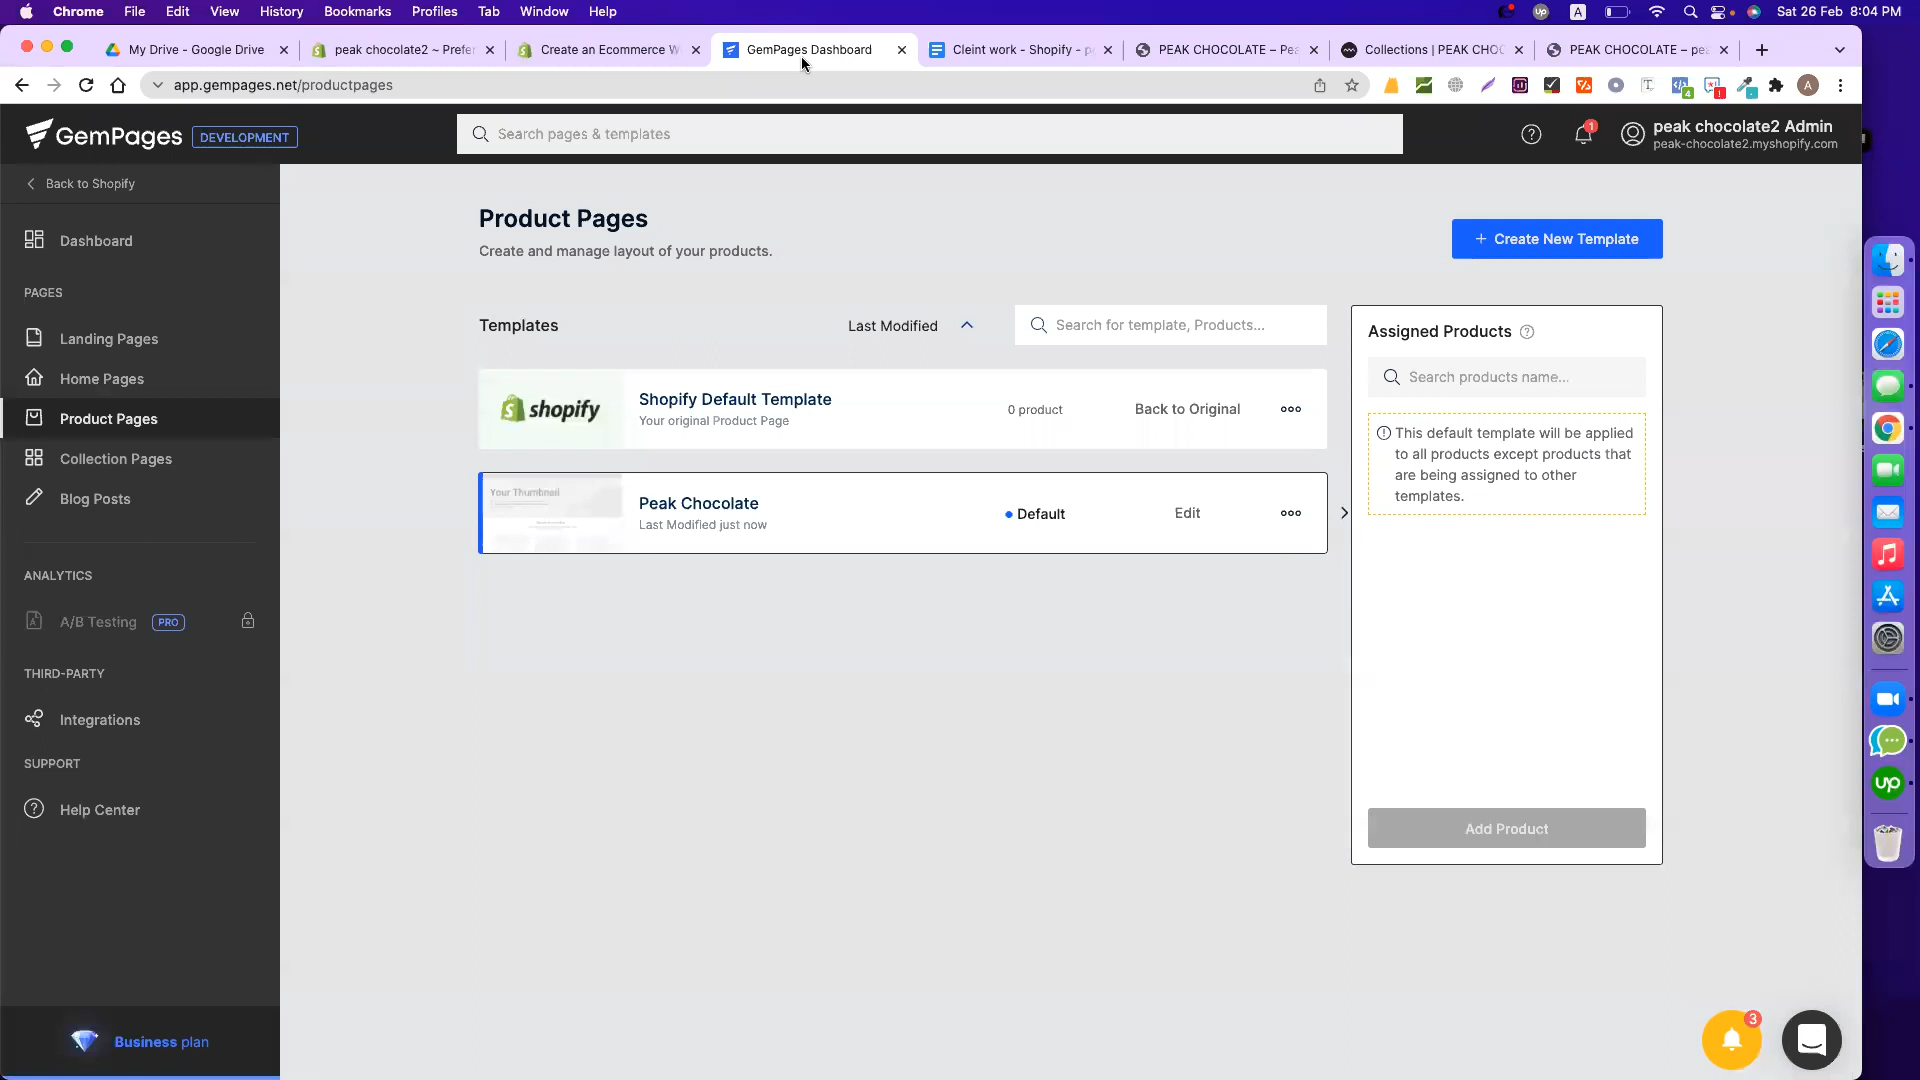 Chrome File Edit View History Bookmarks Profiles Tab Window Help
up
A
Sat 26 Feb 8:04 PM
My Drive - Google Drive
peak chocolate2 ~ Prefer
Create an Ecommerce W
GemPages Dashboard
Cleint work - Shopify - p
PEAK CHOCOLATE – Pea
Collections | PEAK CHOC
PEAK CHOCOLATE – pe
app.gempages.net/productpages
4
A
GemPages DEVELOPMENT
Search pages & templates
1
peak chocolate2 Admin
peak-chocolate2.myshopify.com
Back to Shopify
Dashboard
PAGES
Landing Pages
Home Pages
Product Pages
Collection Pages
Blog Posts
ANALYTICS
A/B Testing PRO
THIRD-PARTY
Integrations
SUPPORT
Help Center
Business plan
Product Pages
Create and manage layout of your products.
+ Create New Template
Templates
Last Modified
Search for template, Products...
shopify
Shopify Default Template
Your original Product Page
0 product
Back to Original
Your Thumbnail
Peak Chocolate
Last Modified just now
Default
Edit
Assigned Products
Search products name...
This default template will be applied
to all products except products that
are being assigned to other
templates.
Add Product
3
up